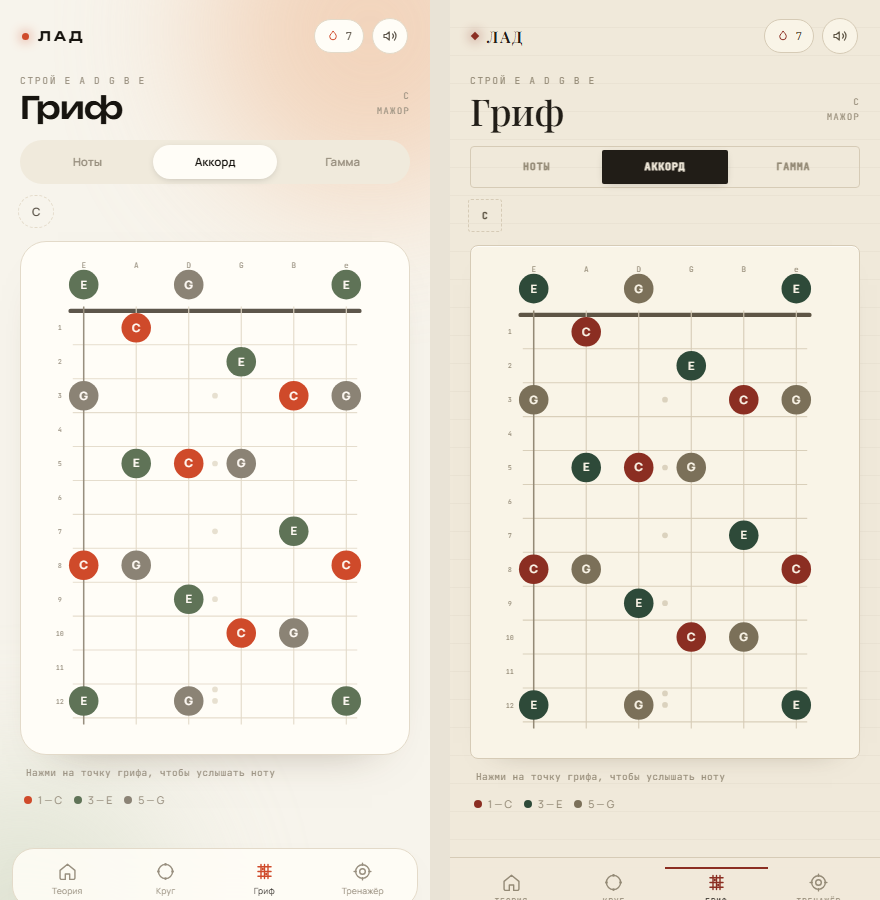 ЛАД
7
СТРОЙ E A D G B E
Гриф
C
МАЖОР
Ноты Аккорд Гамма
C
E A D G B e
E G E
1 C
2 E
3 G C G
4
5 E C G
6
7 E
8 C G C
9 E
10 C G
11
12 E G E
Нажми на точку грифа, чтобы услышать ноту
1—C 3—E 5—G
Теория Круг Гриф Тренажёр
ЛАД
7
СТРОЙ E A D G B E
Гриф
C
МАЖОР
НОТЫ АККОРД ГАММА
C
E A D G B e
E G E
1 C
2 E
3 G C G
4
5 E C G
6
7 E
8 C G C
9 E
10 C G
11
12 E G E
Нажми на точку грифа, чтобы услышать ноту
1—C 3—E 5—G